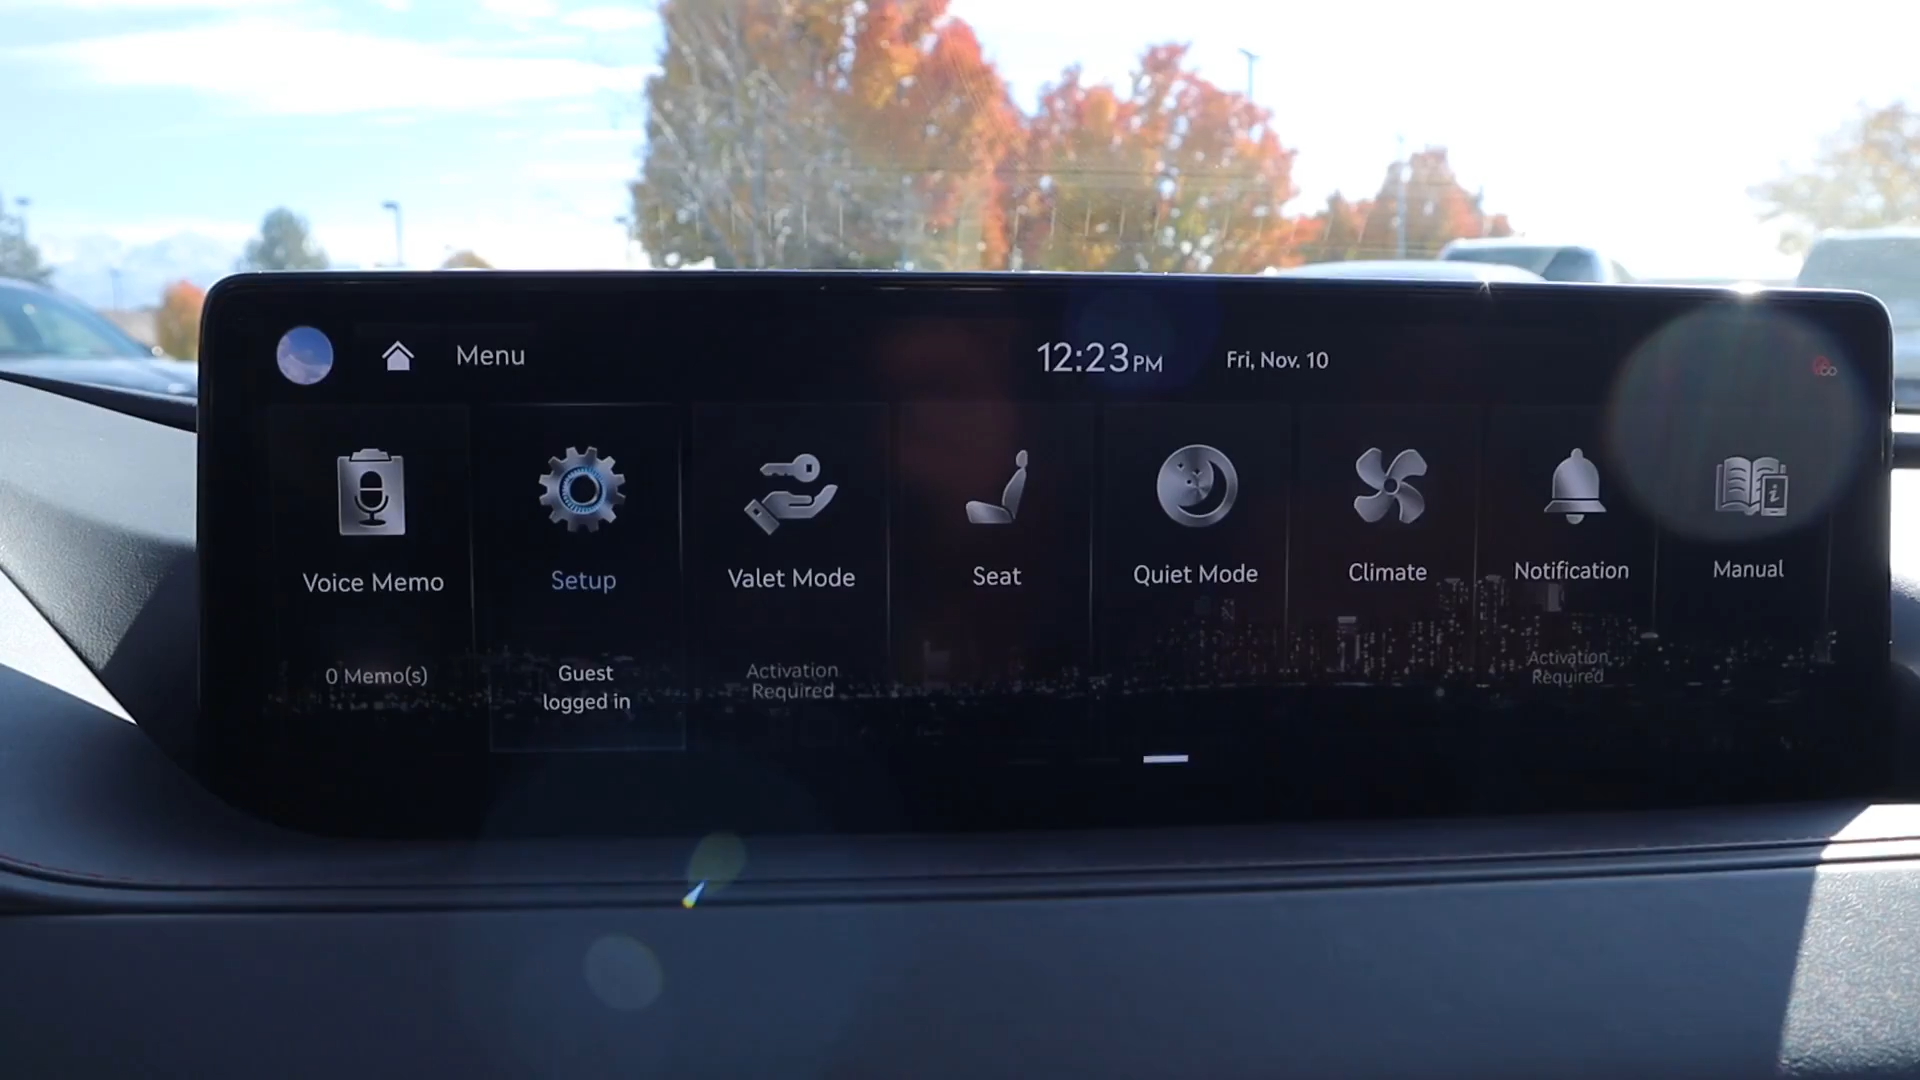 Menu
12:23PM
Fri, Nov. 10
Voice Memo
Setup
Valet Mode
Seat
Quiet Mode
Climate
Notification
Manual
0 Memo(s)
Guest
logged in
Activation
Required
Activation
Required